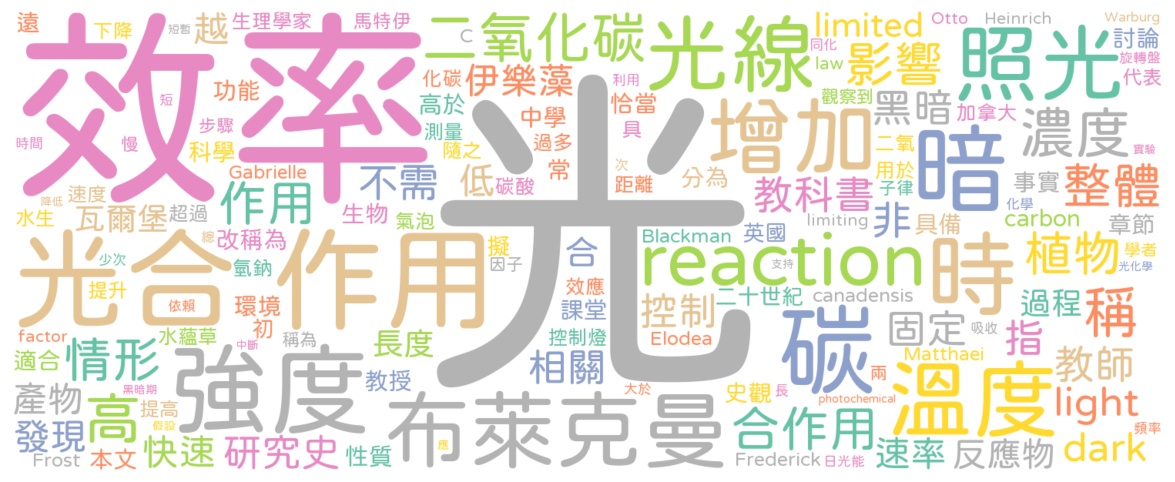 遠
下降
短暫
越
生理學家
馬特伊
C
二氧化碳
光線
limited
Otto
Heinrich
Warburg
效率
同化
law
影響
照光
討論
旋轉盤
代表
化碳
伊樂藻
利用
觀察到
功能
高於
中學
恰當
黑暗
加拿大
短
步驟
測量
過多
具
增加
濃度
時間
慢
科學
隨之
常
二氧
暗
實驗
Gabrielle
低
碳酸
次
距離
分為
用於
子律
事實
整體
降低
速度
作用
不需
光
教科書
化學
水生
瓦爾堡
超過
生物
氣泡
limiting
非
具備
carbon
章節
光合作用
總
改稱為
擬
合
Blackman
英國
reaction
時
植物
學者
少次
氫鈉
因子
支持
光化學
提升
依賴
環境
效應
控制
二十世紀
canadensis
過程
稱
factor
水蘊草
初
稱為
長度
課堂
控制燈
Elodea
碳
固定
吸收
指
適合
情形
中斷
強度
相關
Matthaei
兩
溫度
教師
產物
黑暗期
教授
大於
史觀
長
photochemical
light
高
提高
假設
布萊克曼
合作用
頻率
發現
Frost
本文
快速
研究史
性質
應
Frederick
日光能
速率
反應物
dark